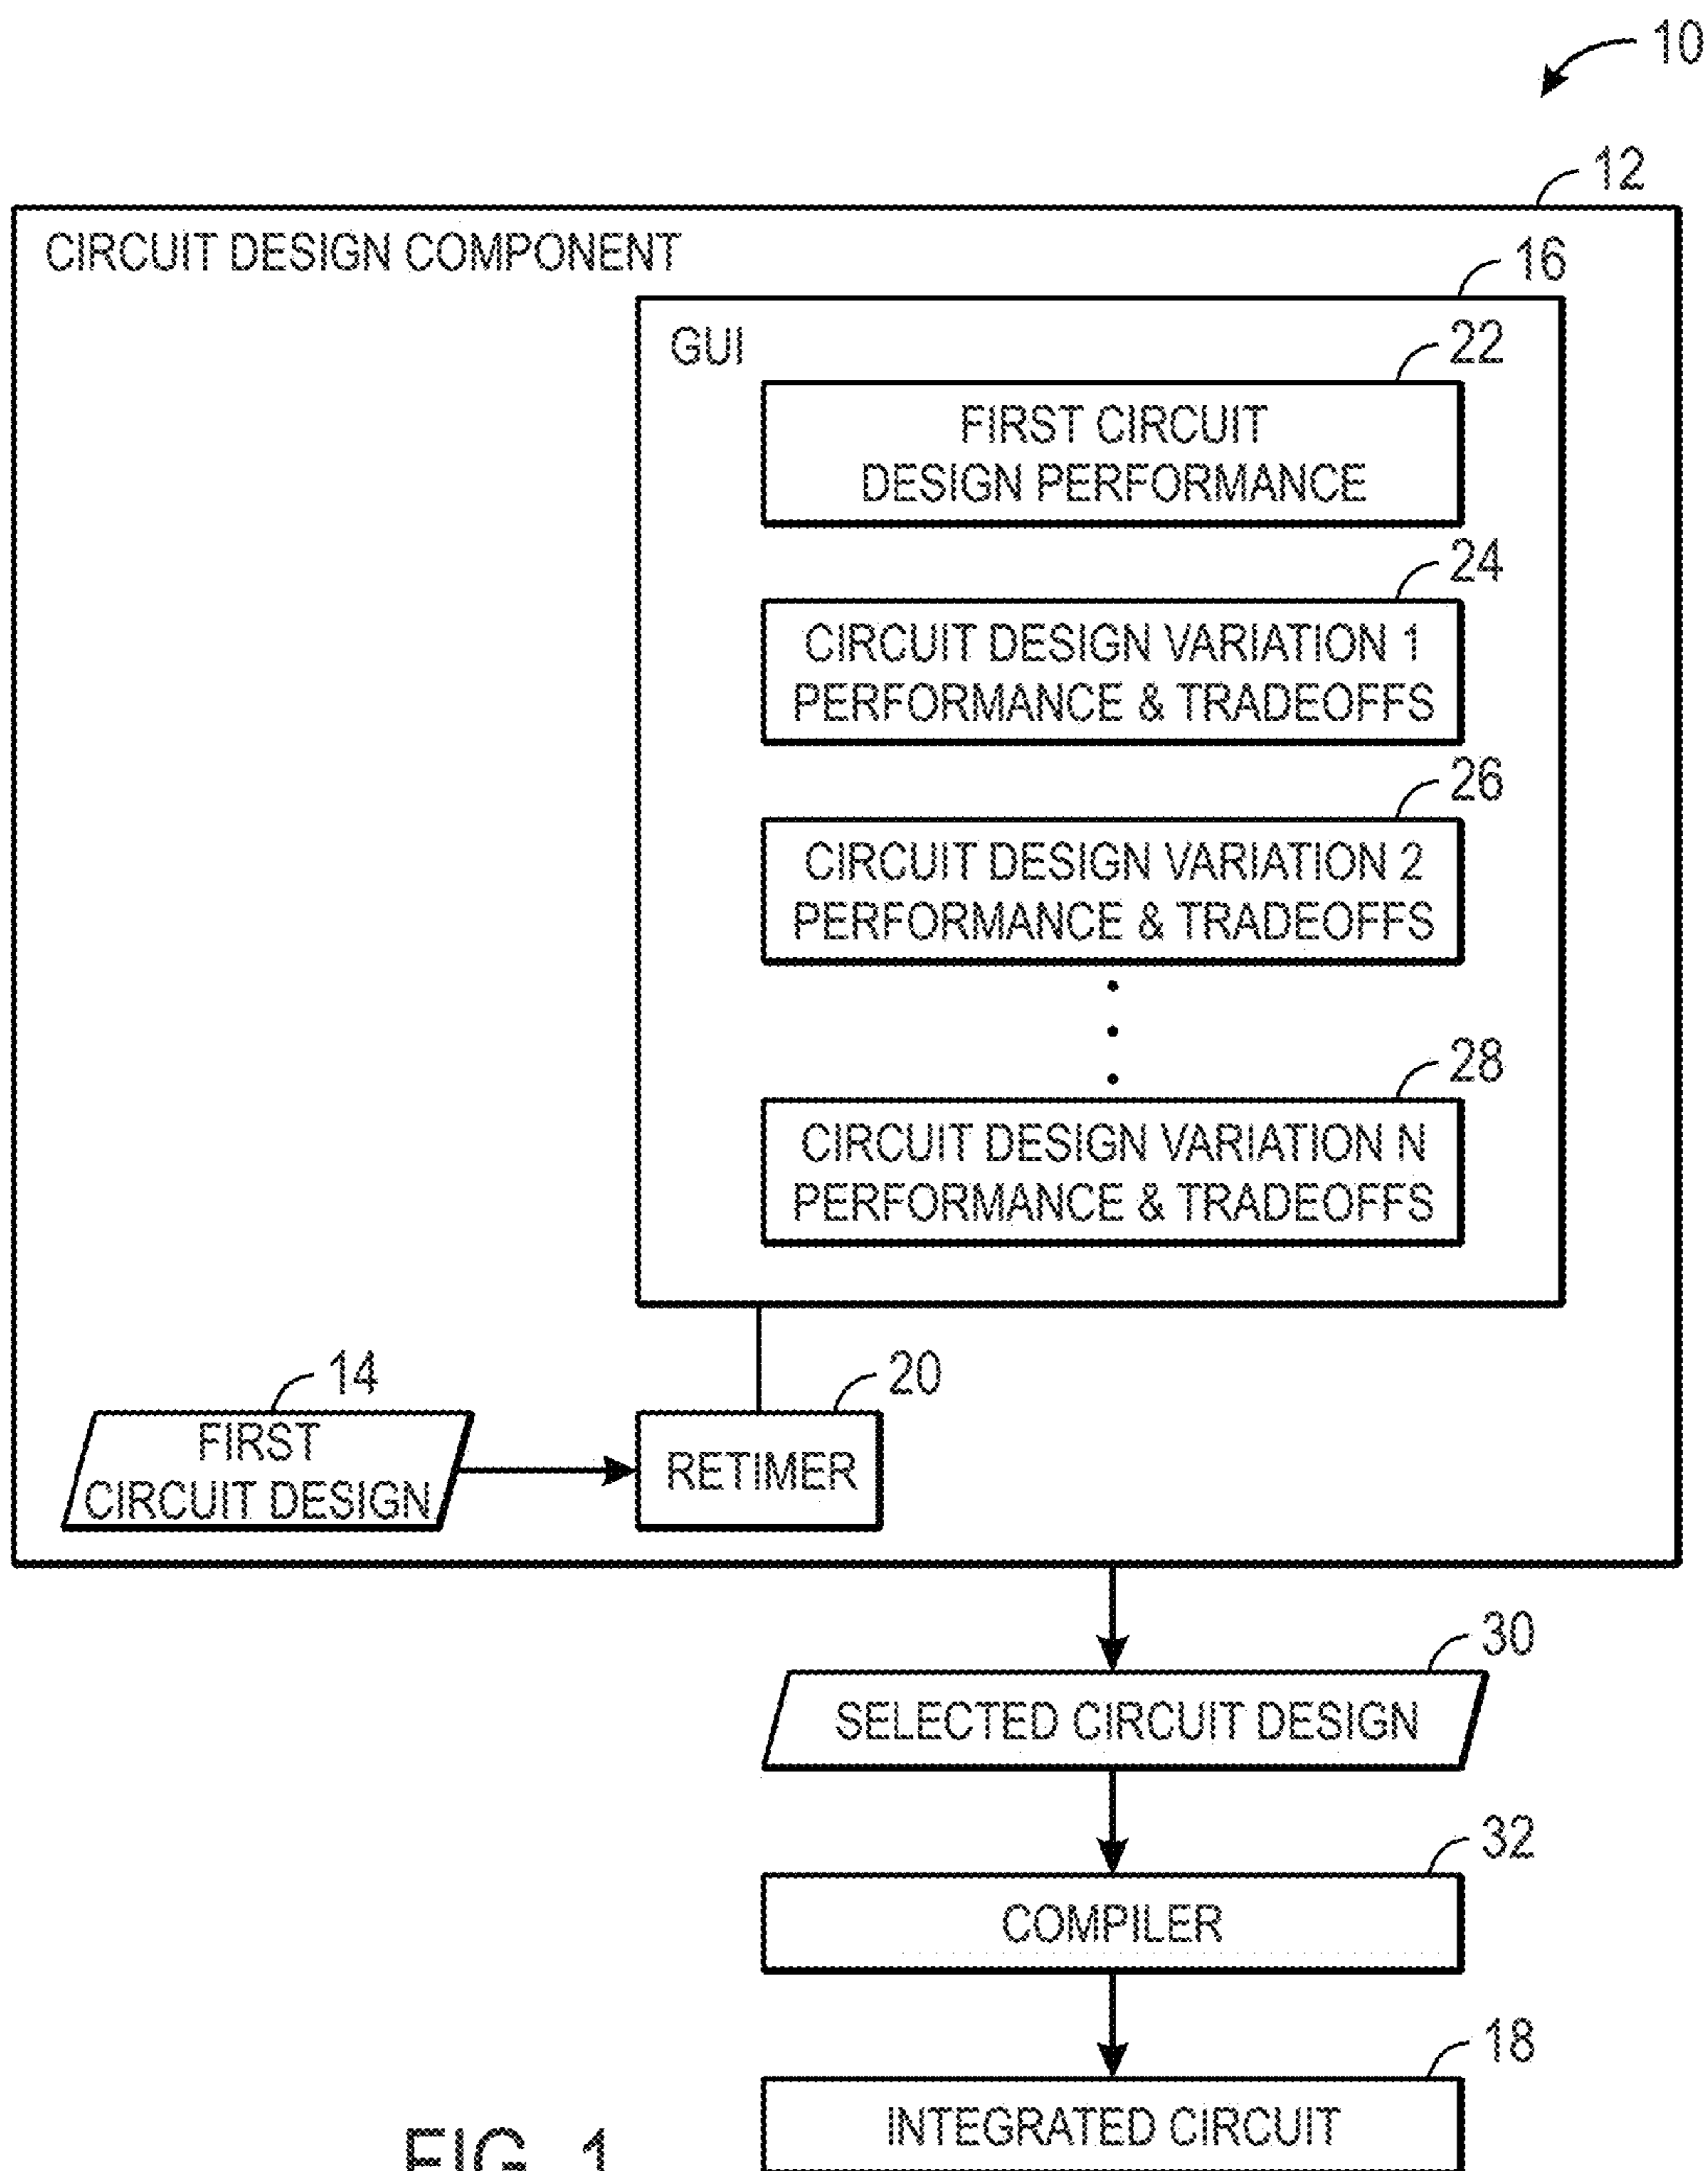 10
12
CIRCUIT DESIGN COMPONENT
16
GUI
22
FIRST CIRCUIT
DESIGN PERFORMANCE
24
CIRCUIT DESIGN VARIATION 1
PERFORMANCE & TRADEOFFS
26
CIRCUIT DESIGN VARIATION 2
PERFORMANCE & TRADEOFFS
28
CIRCUIT DESIGN VARIATION N
PERFORMANCE & TRADEOFFS
14
FIRST
CIRCUIT DESIGN
20
RETIMER
30
SELECTED CIRCUIT DESIGN
32
COMPILER
18
INTEGRATED CIRCUIT
FIG. 1